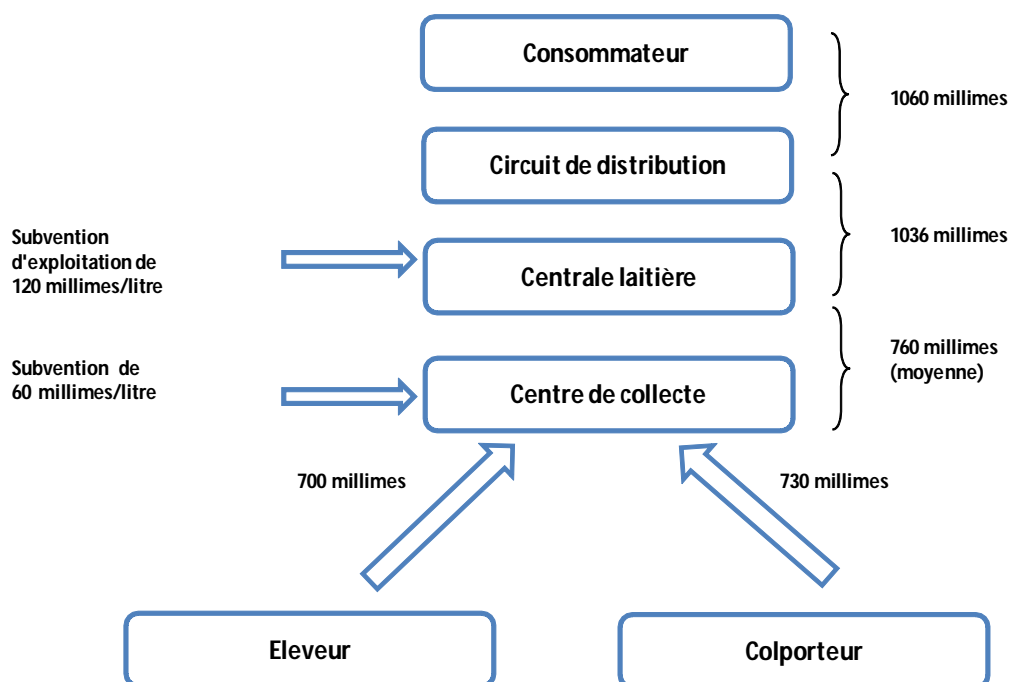 Consommateur
1060 millimes
Circuit de distribution
1036 millimes
Subvention
d'exploitation de
120 millimes/litre
Centrale laitière
760 millimes
(moyenne)
Subvention de
60 millimes/litre
Centre de collecte
700 millimes
730 millimes
Eleveur
Colporteur